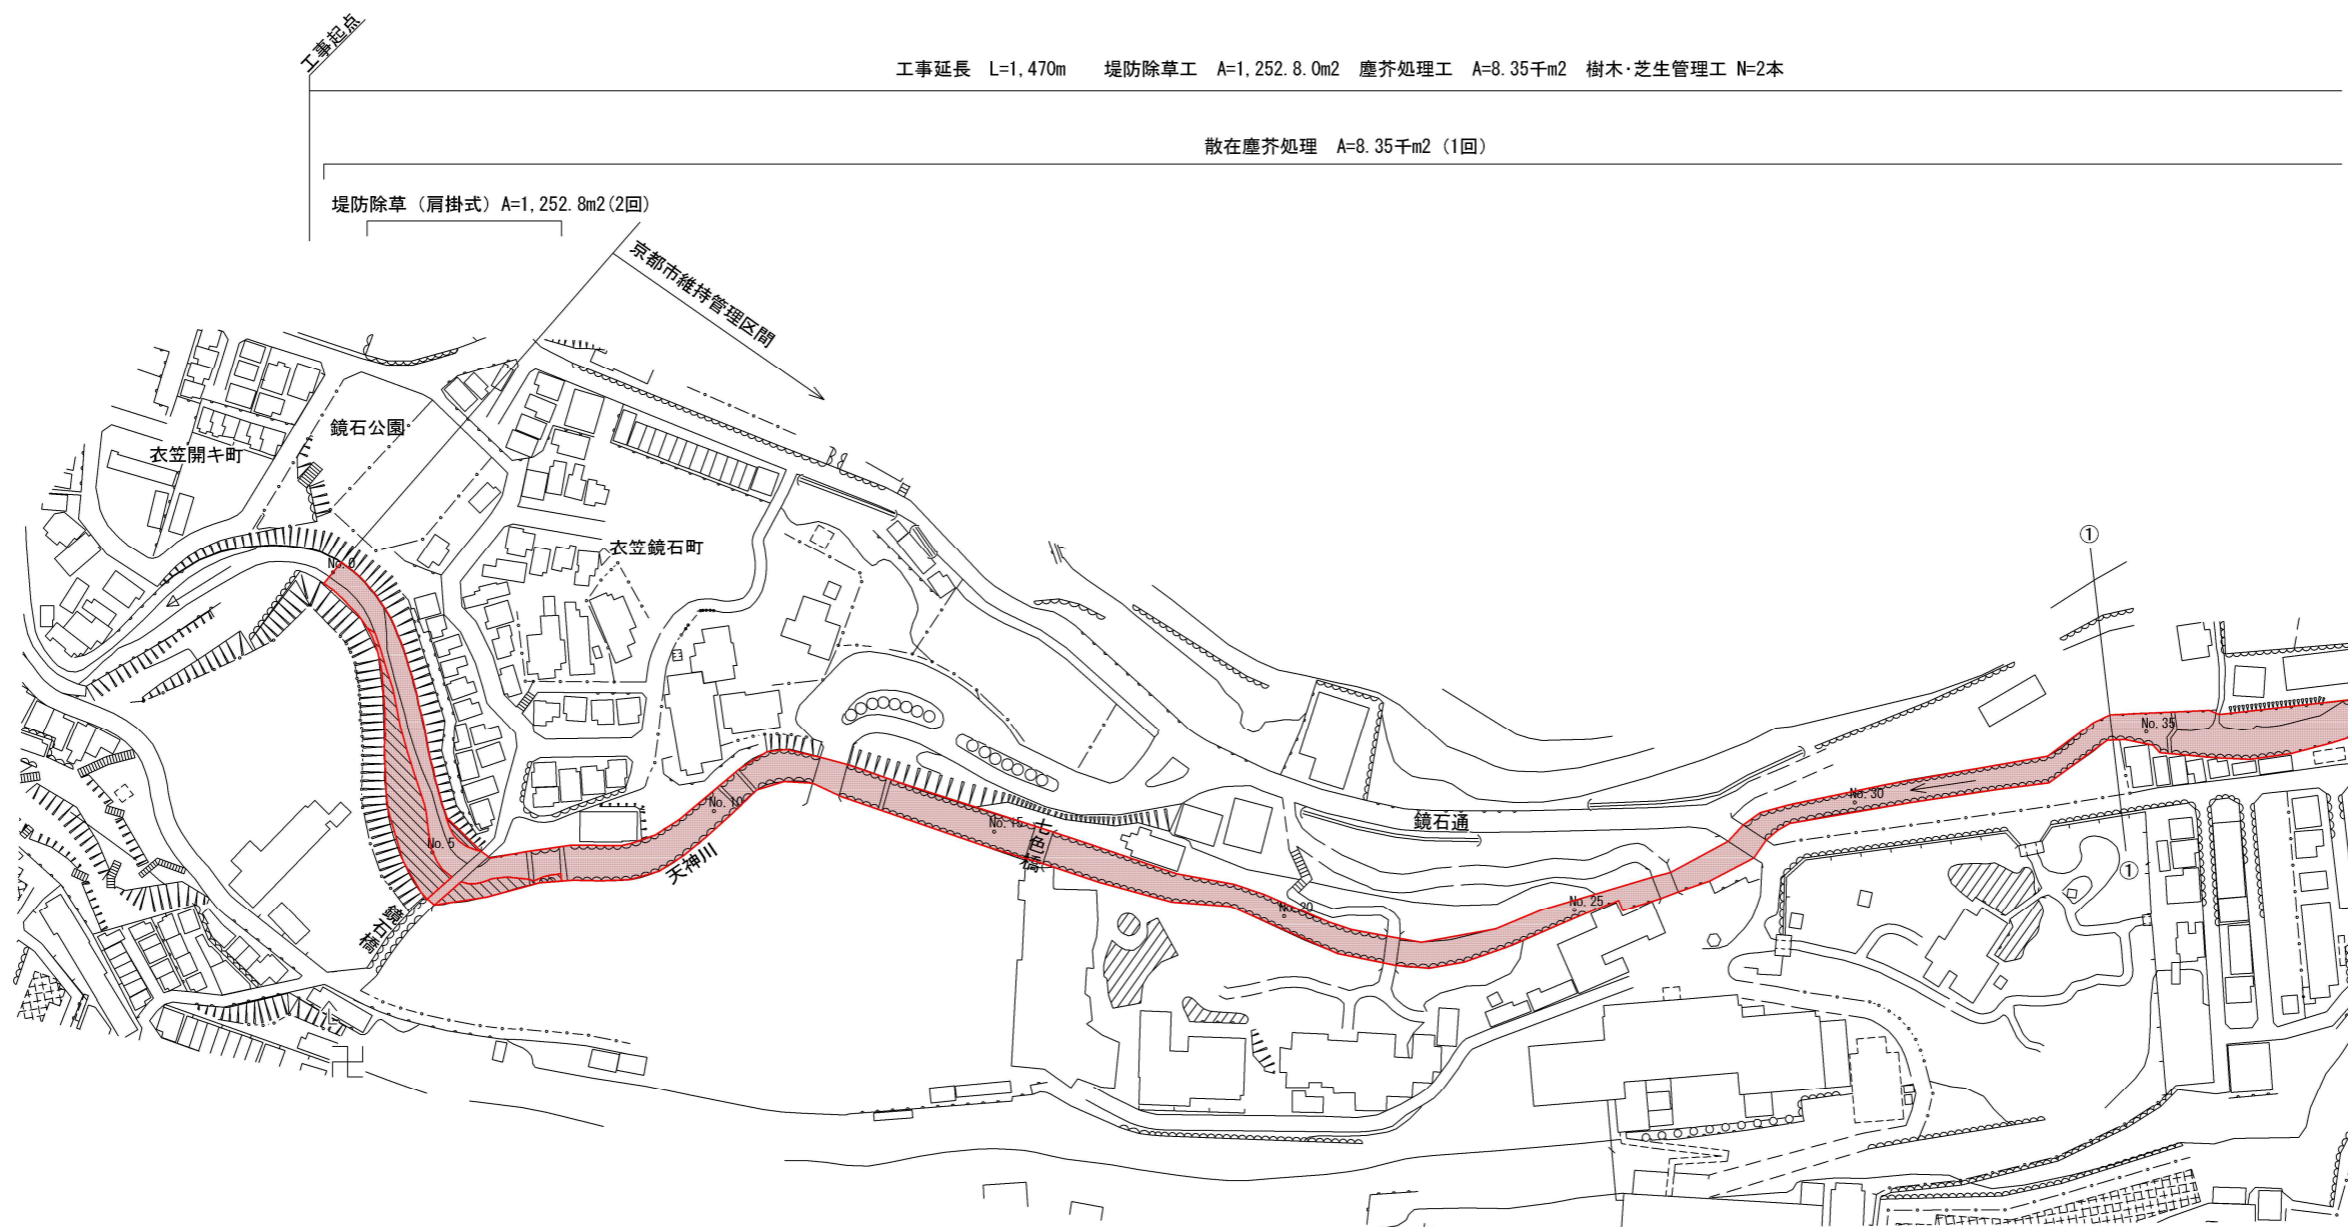 工事起点
工事延長 L=1,470m 堤防除草工 A=1,252.8.0m2 塵芥処理工 A=8.35千m2 樹木・芝生管理工 N=2本
散在塵芥処理 A=8.35千m2 (1回)
堤防除草（肩掛式）A=1,252.8m2(2回)
京都市維持管理区間
鏡石公園
衣笠開キ町
衣笠鏡石町
No.0
No.5
鏡石橋
天神川
No.10
No.15
七色橋
No.20
No.25
鏡石通
No.30
No.35
①
①